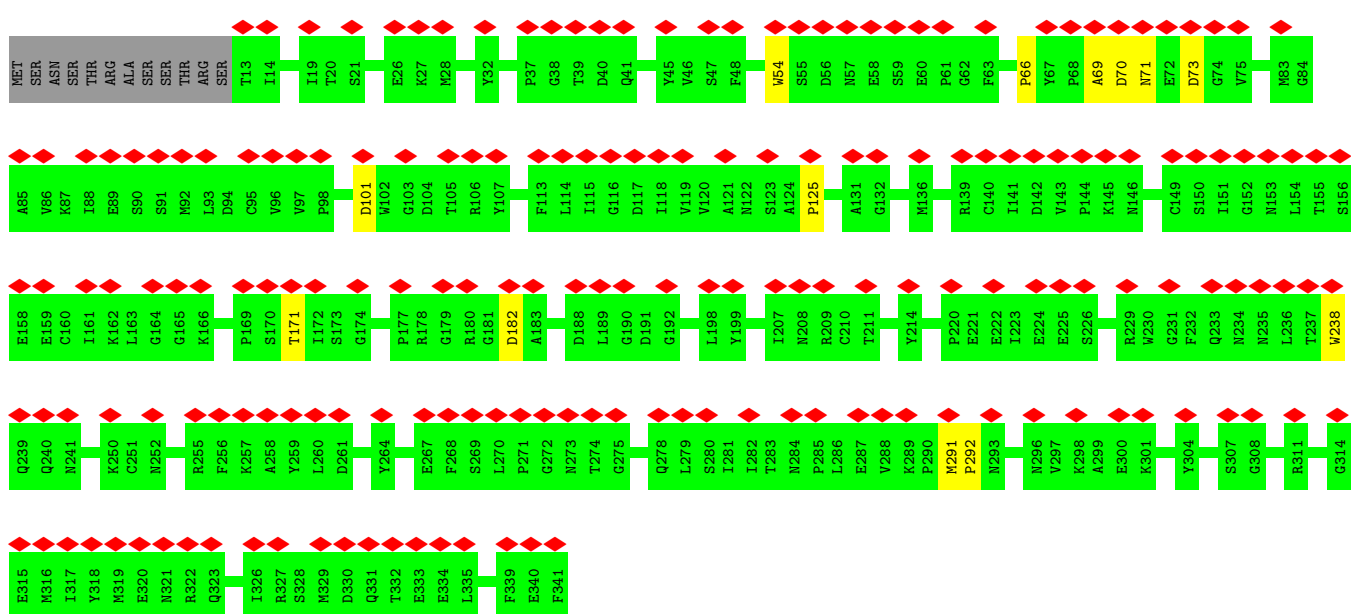 MET SER ASN SER THR ARG ALA SER SER THR ARG SER T13 I14 I19 T20 S21 E26 K27 M28 Y32 P37 G38 T39 D40 Q41 Y45 V46 S47 F48 W54 S55 D56 N57 E58 S59 E60 P61 G62 F63 P66 Y67 P68 A69 D70 N71 E72 D73 G74 V75 M83 G84
A85 V86 K87 I88 E89 S90 S91 M92 L93 D94 C95 V96 V97 P98 D101 W102 G103 D104 T105 R106 Y107 F113 L114 I115 G116 D117 I118 V119 V120 A121 N122 S123 A124 P125 A131 G132 M136 R139 C140 I141 D142 V143 P144 K145 N146 C149 S150 I151 G152 N153 L154 T155 S156
E158 E159 C160 I161 K162 L163 G164 G165 K166 P169 S170 T171 I172 S173 G174 P177 R178 G179 R180 G181 D182 A183 D188 L189 G190 D191 G192 L198 Y199 I207 N208 R209 C210 T211 Y214 P220 E221 E222 I223 E224 E225 S226 R229 W230 G231 F232 Q233 N234 N235 L236 T237 W238
Q239 Q240 N241 K250 C251 N252 R255 F256 K257 A258 Y259 L260 D261 Y264 E267 F268 S269 L270 P271 G272 N273 T274 G275 Q278 L279 S280 I281 I282 T283 N284 P285 L286 E287 V288 K289 P290 M291 P292 N293 N296 V297 K298 A299 E300 K301 Y304 S307 G308 R311 G314
E315 M316 I317 Y318 M319 E320 N321 R322 Q323 I326 R327 S328 M329 D330 Q331 T332 E333 E334 L335 F339 E340 F341